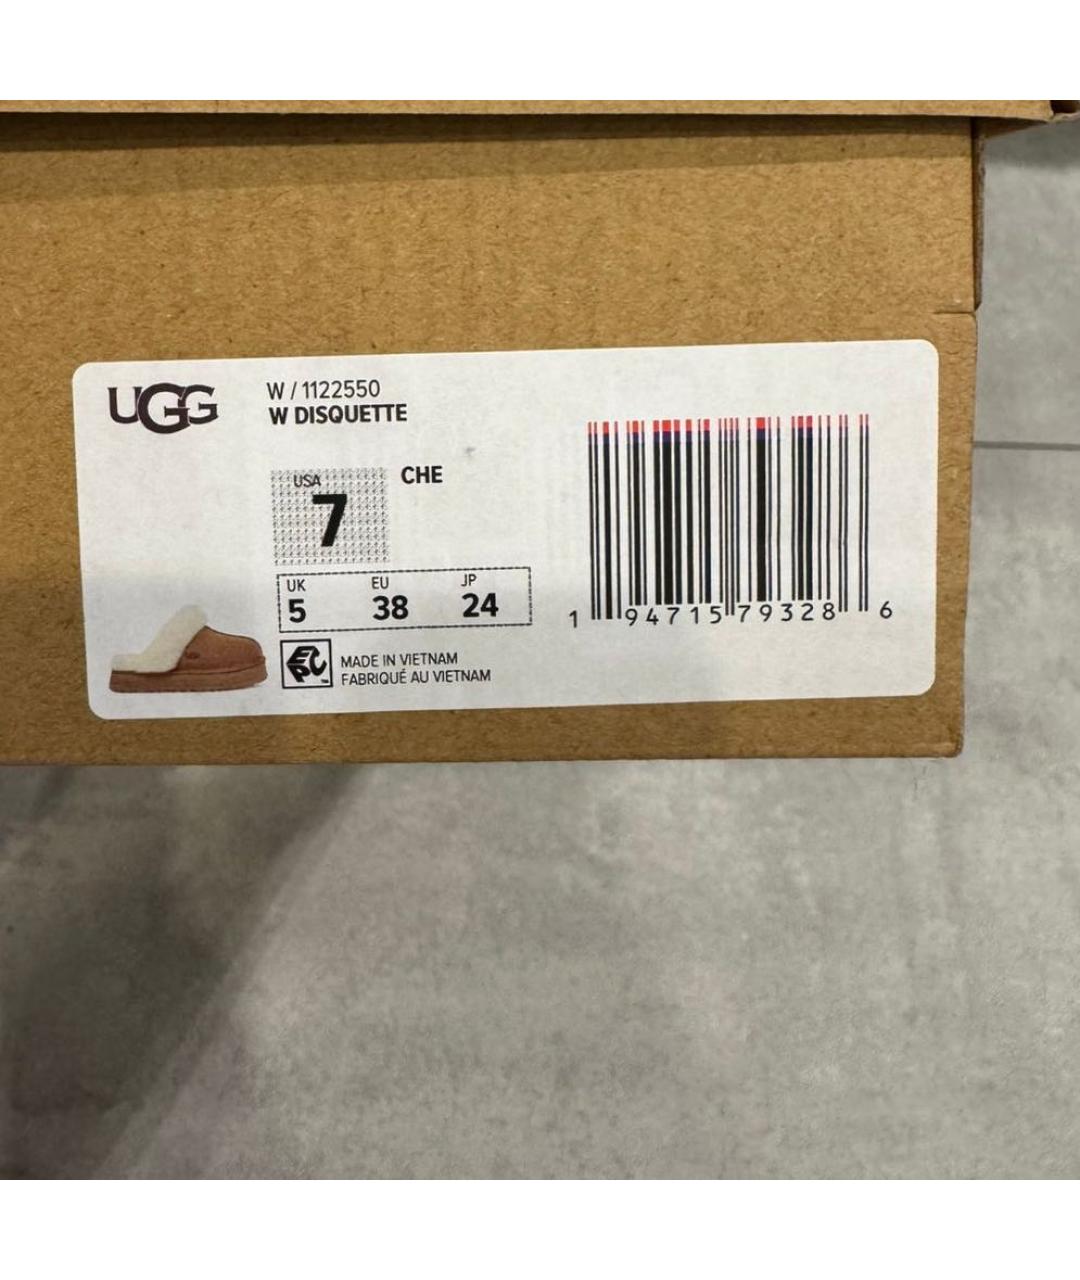 UGG
W / 1122550
W DISQUETTE
USA
7
CHE
UK EU JP
5 38 24
EPC
MADE IN VIETNAM
FABRIQUÉ AU VIETNAM
1 94715 79328 6